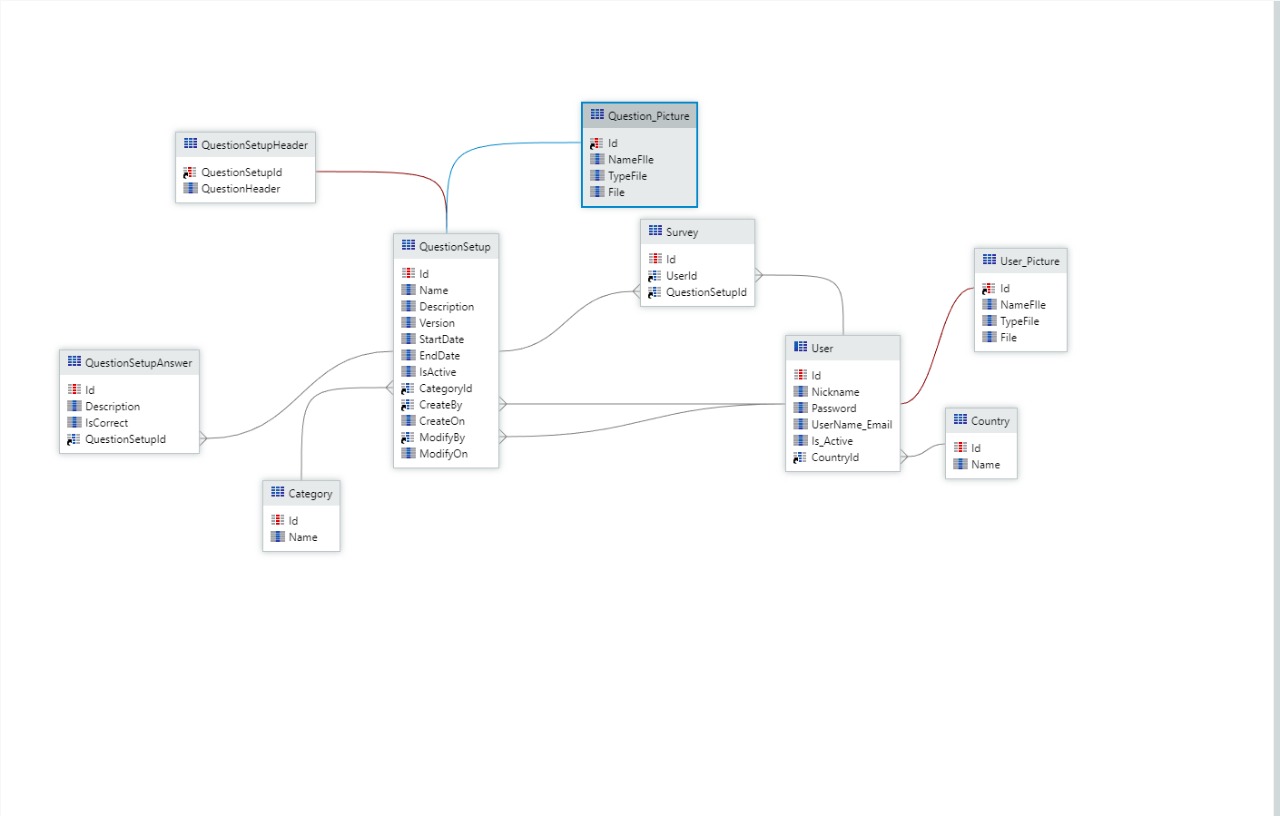 Question_Picture
Id
NameFIle
TypeFile
File
QuestionSetupHeader
QuestionSetupId
QuestionHeader
QuestionSetup
Id
Name
Description
Version
StartDate
EndDate
IsActive
CategoryId
CreateBy
CreateOn
ModifyBy
ModifyOn
Survey
Id
UserId
QuestionSetupId
User_Picture
Id
NameFIle
TypeFile
File
User
Id
Nickname
Password
UserName_Email
Is_Active
CountryId
QuestionSetupAnswer
Id
Description
IsCorrect
QuestionSetupId
Country
Id
Name
Category
Id
Name